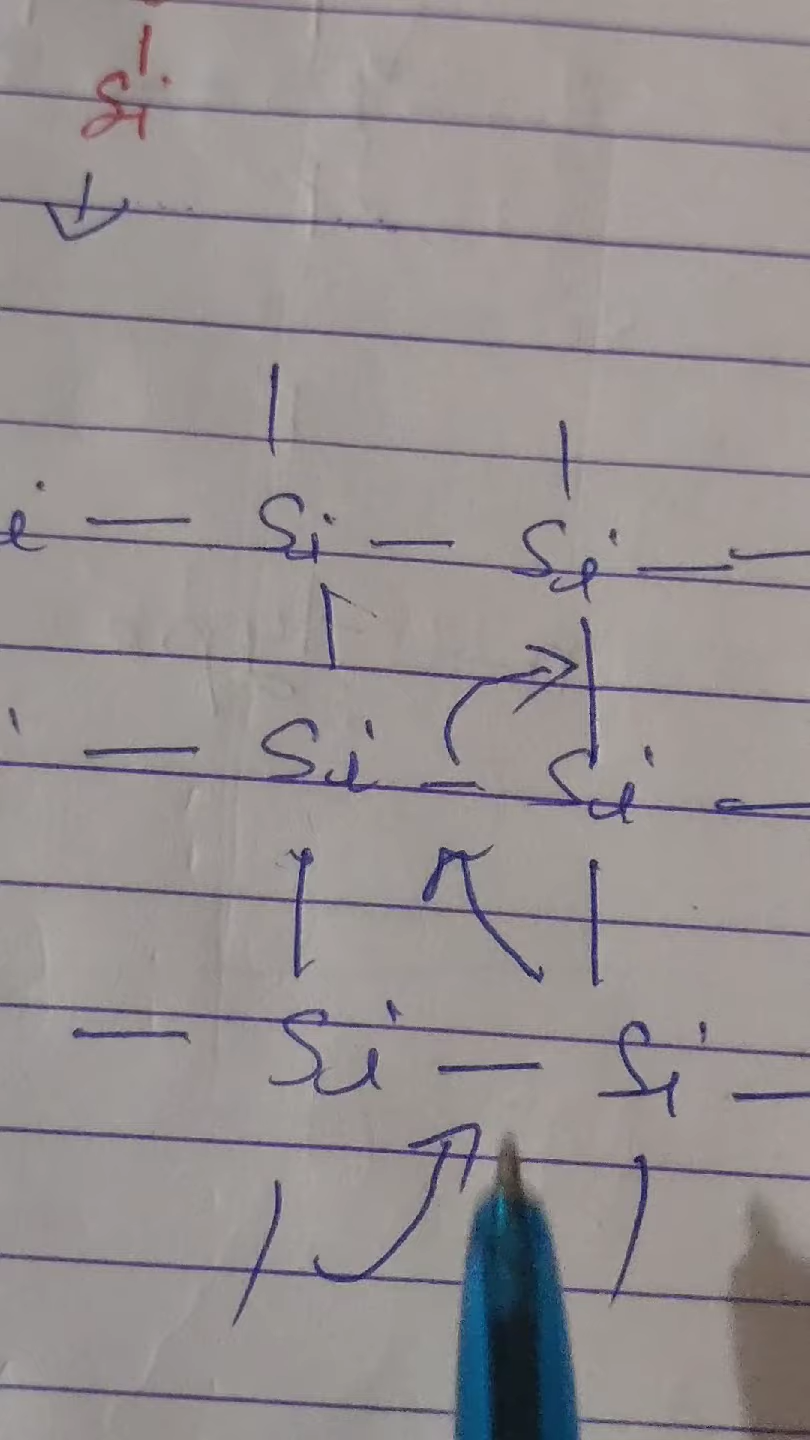 Si
i — Si — Si —
— Si — Si —
— Si — Si —